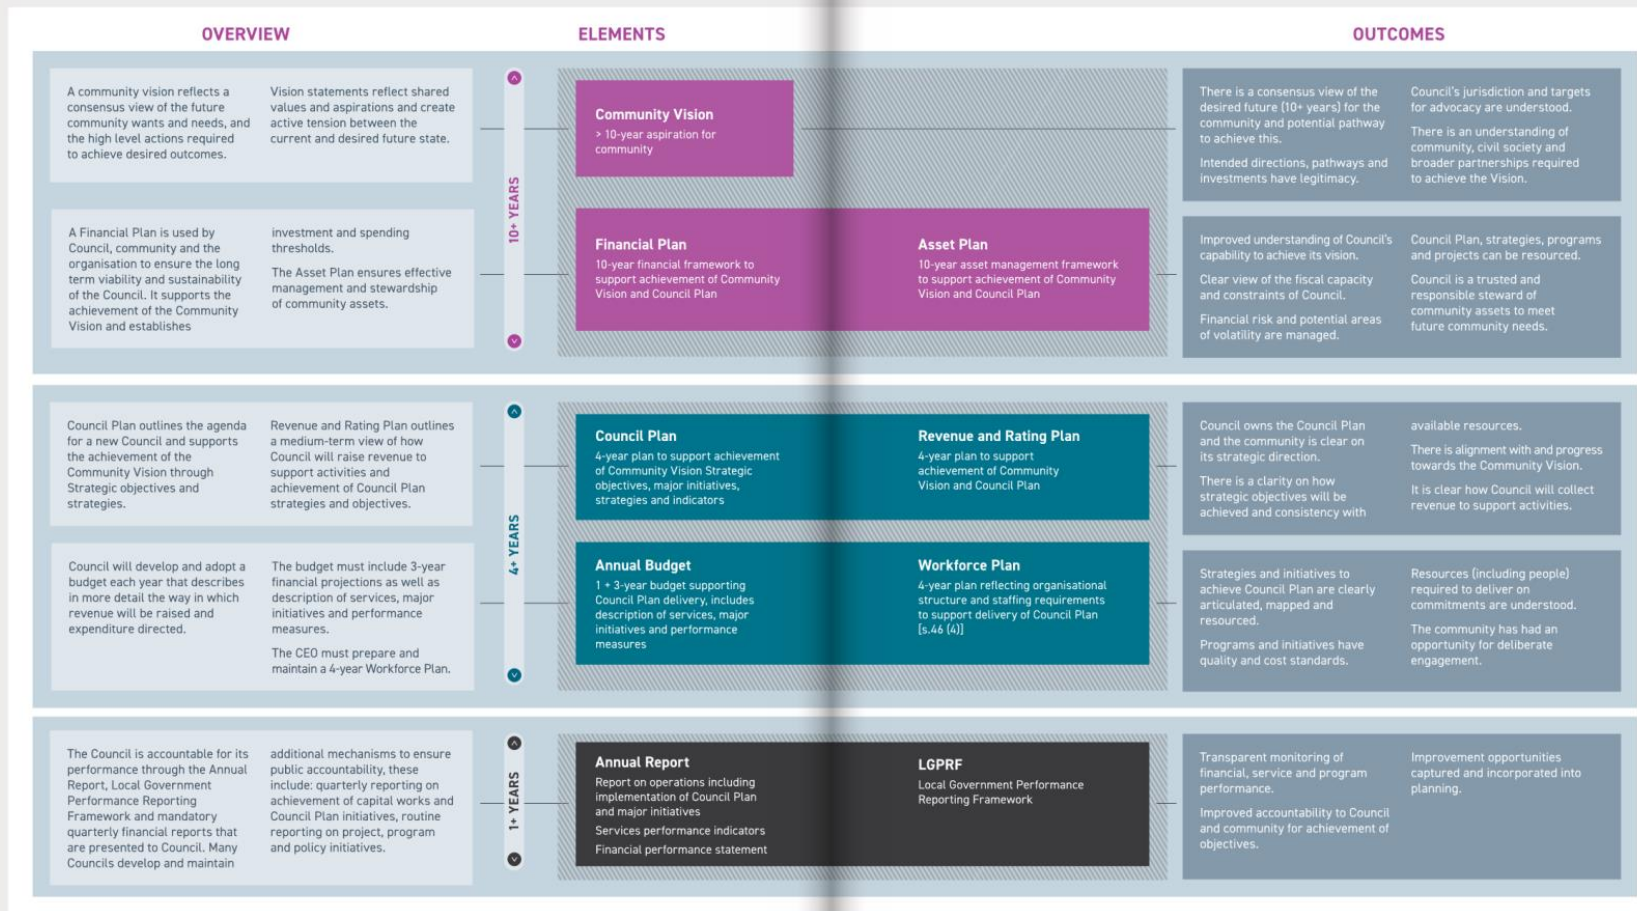 OVERVIEW
ELEMENTS
OUTCOMES
A community vision reflects a
consensus view of the future
community wants and needs, and
the high level actions required
to achieve desired outcomes.
Vision statements reflect shared
values and aspirations and create
active tension between the
current and desired future state.
10+ YEARS
Community Vision
> 10-year aspiration for
community
There is a consensus view of the
desired future (10+ years) for the
community and potential pathway
to achieve this.
Intended directions, pathways and
investments have legitimacy.
Council's jurisdiction and targets
for advocacy are understood.
There is an understanding of
community, civil society and
broader partnerships required
to achieve the Vision.
A Financial Plan is used by
Council, community and the
organisation to ensure the long
term viability and sustainability
of the Council. It supports the
achievement of the Community
Vision and establishes
investment and spending
thresholds.
The Asset Plan ensures effective
management and stewardship
of community assets.
Financial Plan
10-year financial framework to
support achievement of Community
Vision and Council Plan
Asset Plan
10-year asset management framework
to support achievement of Community
Vision and Council Plan
Improved understanding of Council's
capability to achieve its vision.
Clear view of the fiscal capacity
and constraints of Council.
Financial risk and potential areas
of volatility are managed.
Council Plan, strategies, programs
and projects can be resourced.
Council is a trusted and
responsible steward of
community assets to meet
future community needs.
Council Plan outlines the agenda
for a new Council and supports
the achievement of the
Community Vision through
Strategic objectives and
strategies.
Revenue and Rating Plan outlines
a medium-term view of how
Council will raise revenue to
support activities and
achievement of Council Plan
strategies and objectives.
4+ YEARS
Council Plan
4-year plan to support achievement
of Community Vision Strategic
objectives, major initiatives,
strategies and indicators
Revenue and Rating Plan
4-year plan to support
achievement of Community
Vision and Council Plan
Council owns the Council Plan
and the community is clear on
its strategic direction.
There is a clarity on how
strategic objectives will be
achieved and consistency with
available resources.
There is alignment with and progress
towards the Community Vision.
It is clear how Council will collect
revenue to support activities.
Council will develop and adopt a
budget each year that describes
in more detail the way in which
revenue will be raised and
expenditure directed.
The budget must include 3-year
financial projections as well as
description of services, major
initiatives and performance
measures.
The CEO must prepare and
maintain a 4-year Workforce Plan.
Annual Budget
1 + 3-year budget supporting
Council Plan delivery, includes
description of services, major
initiatives and performance
measures
Workforce Plan
4-year plan reflecting organisational
structure and staffing requirements
to support delivery of Council Plan
[s.46 (4)]
Strategies and initiatives to
achieve Council Plan are clearly
articulated, mapped and
resourced.
Programs and initiatives have
quality and cost standards.
Resources (including people)
required to deliver on
commitments are understood.
The community has had an
opportunity for deliberate
engagement.
The Council is accountable for its
performance through the Annual
Report, Local Government
Performance Reporting
Framework and mandatory
quarterly financial reports that
are presented to Council. Many
Councils develop and maintain
additional mechanisms to ensure
public accountability, these
include: quarterly reporting on
achievement of capital works and
Council Plan initiatives, routine
reporting on project, program
and policy initiatives.
1+ YEARS
Annual Report
Report on operations including
implementation of Council Plan
and major initiatives
Services performance indicators
Financial performance statement
LGPRF
Local Government Performance
Reporting Framework
Transparent monitoring of
financial, service and program
performance.
Improved accountability to Council
and community for achievement of
objectives.
Improvement opportunities
captured and incorporated into
planning.